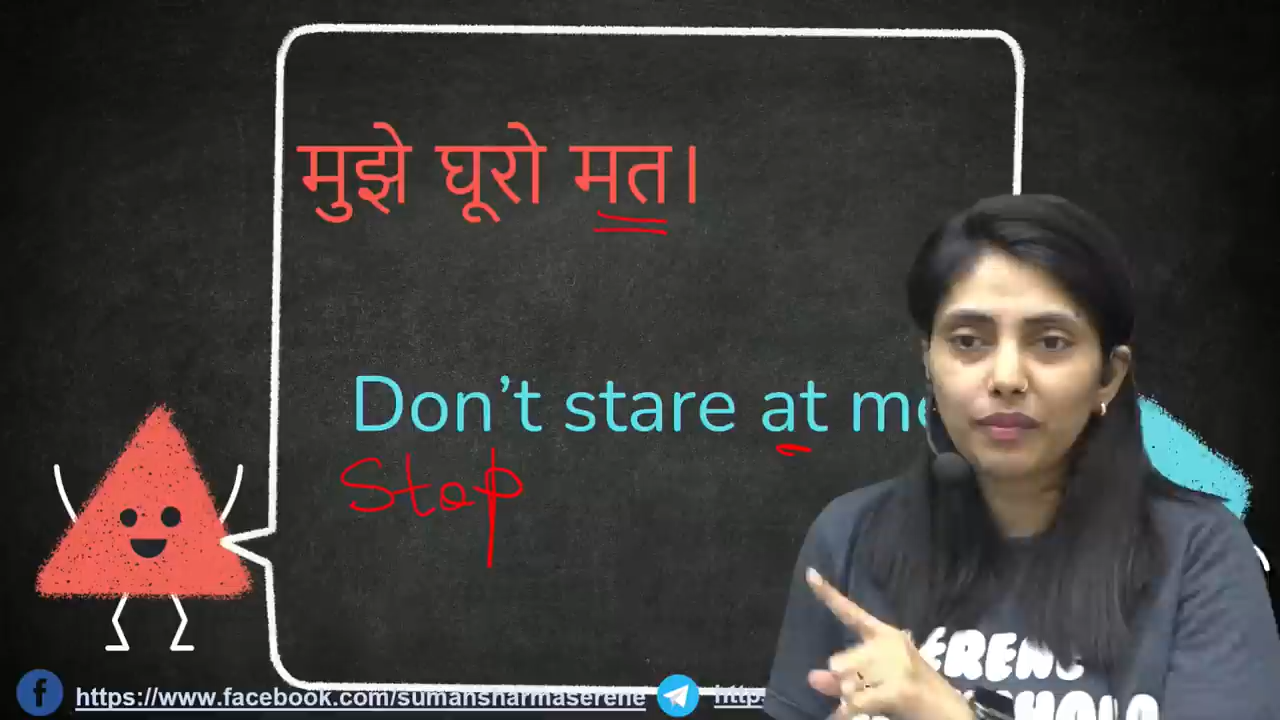 मुझे घूरो मत।
Don't stare at me
Stop
https://www.facebook.com/sumansharmaserene